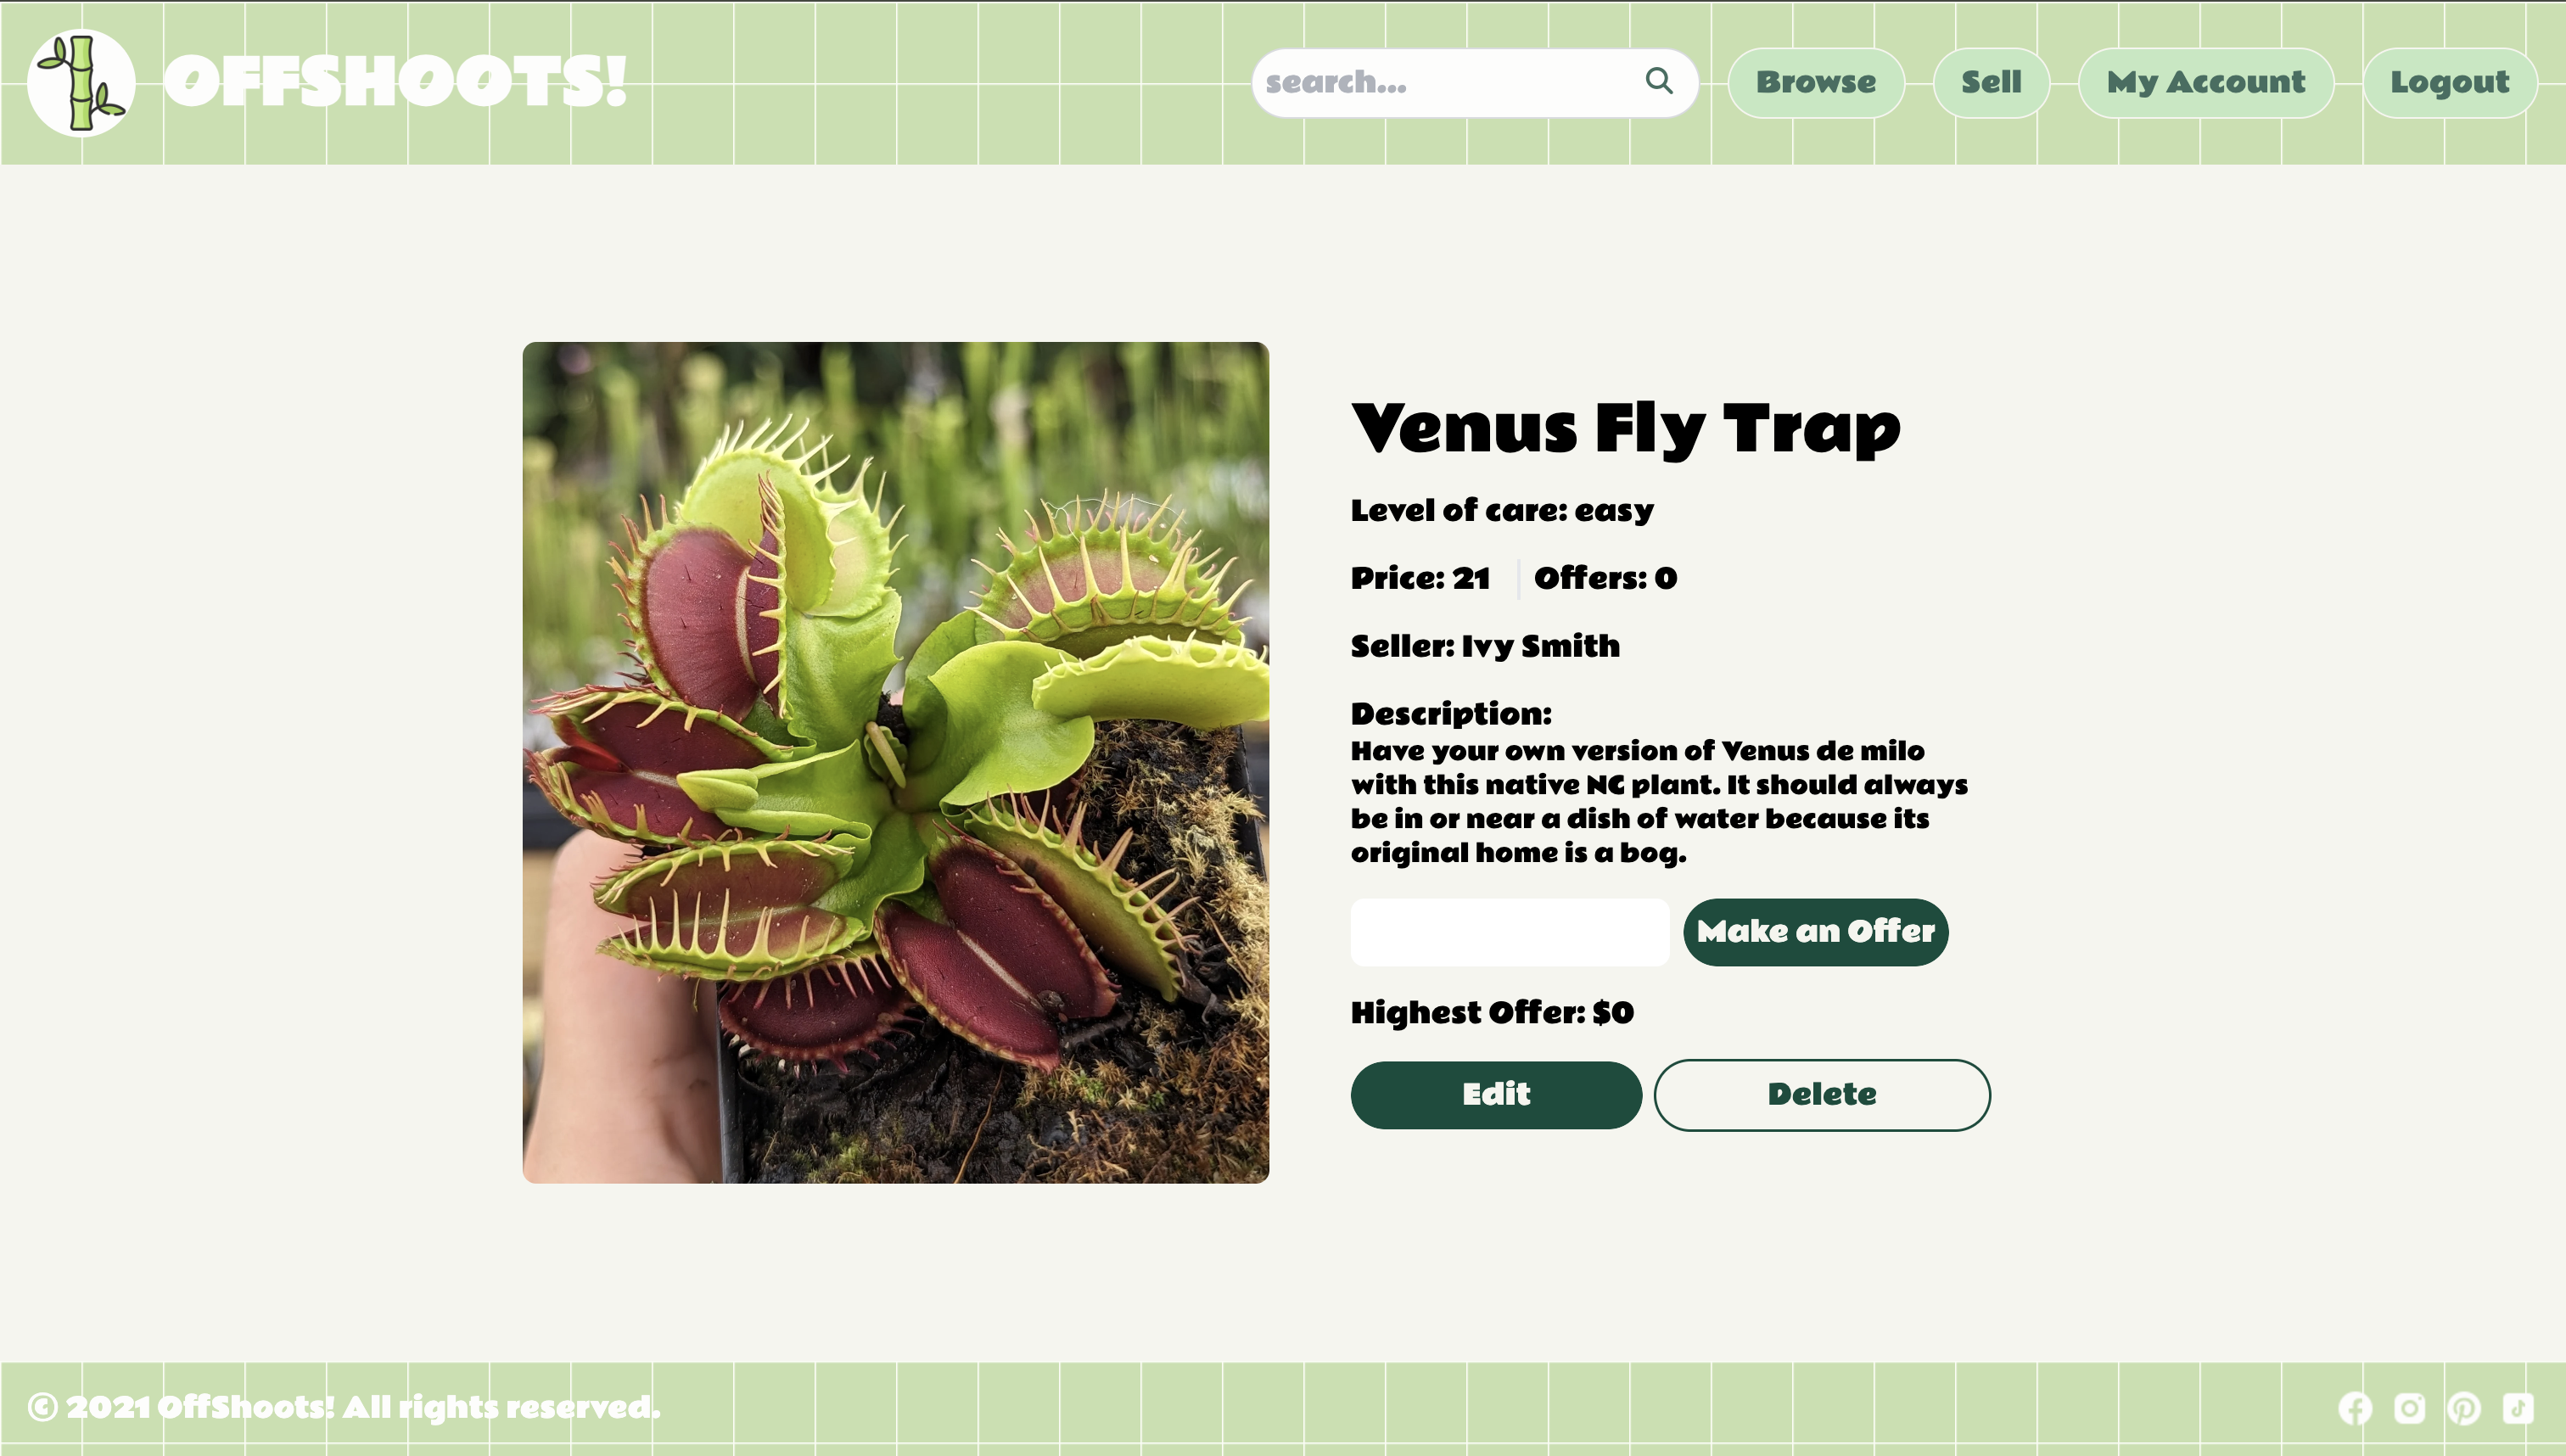 OFFSHOOTS!
search...
Browse
Sell
My Account
Logout
Venus Fly Trap
Level of care: easy
Price: 21
Offers: 0
Seller: Ivy Smith
Description:
Have your own version of Venus de milo
with this native NC plant. It should always
be in or near a dish of water because its
original home is a bog.
Make an Offer
Highest Offer: $0
Edit
Delete
© 2021 OffShoots! All rights reserved.